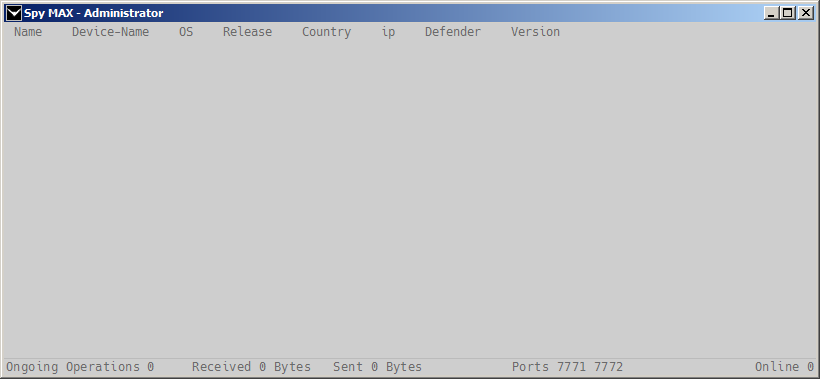 Spy MAX - Administrator
Name Device-Name OS Release Country ip Defender Version
Ongoing Operations 0 Received 0 Bytes Sent 0 Bytes Ports 7771 7772 Online 0